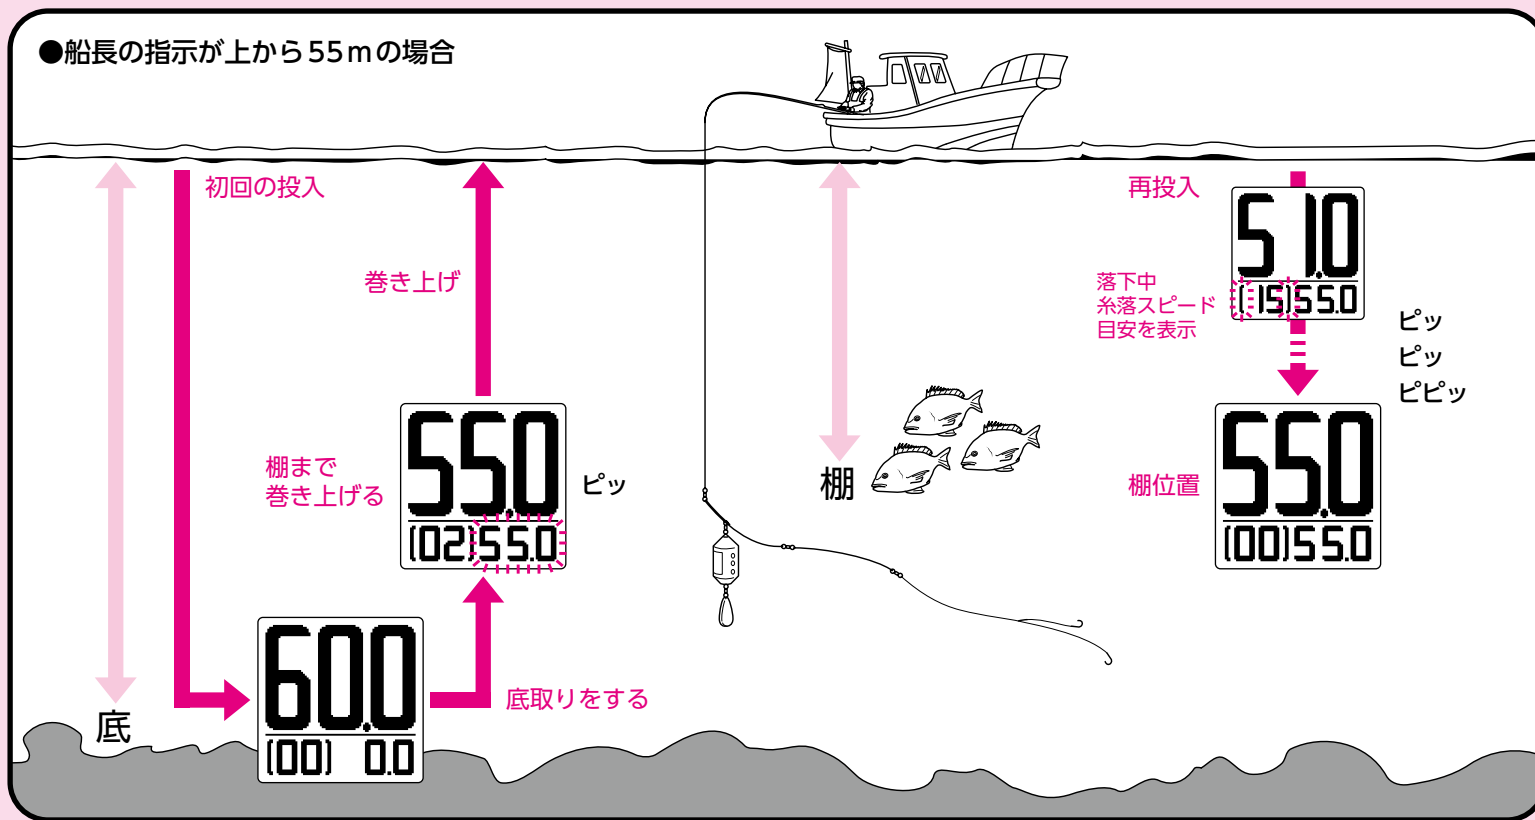 ●船長の指示が上から55mの場合
初回の投入
巻き上げ
棚まで
巻き上げる
55.0
(02)55.0
ピッ
60.0
(00) 0.0
底取りをする
底
棚
再投入
51.0
(15)55.0
落下中
糸落スピード
目安を表示
ピッ
ピッ
ピピッ
棚位置
55.0
(00)55.0